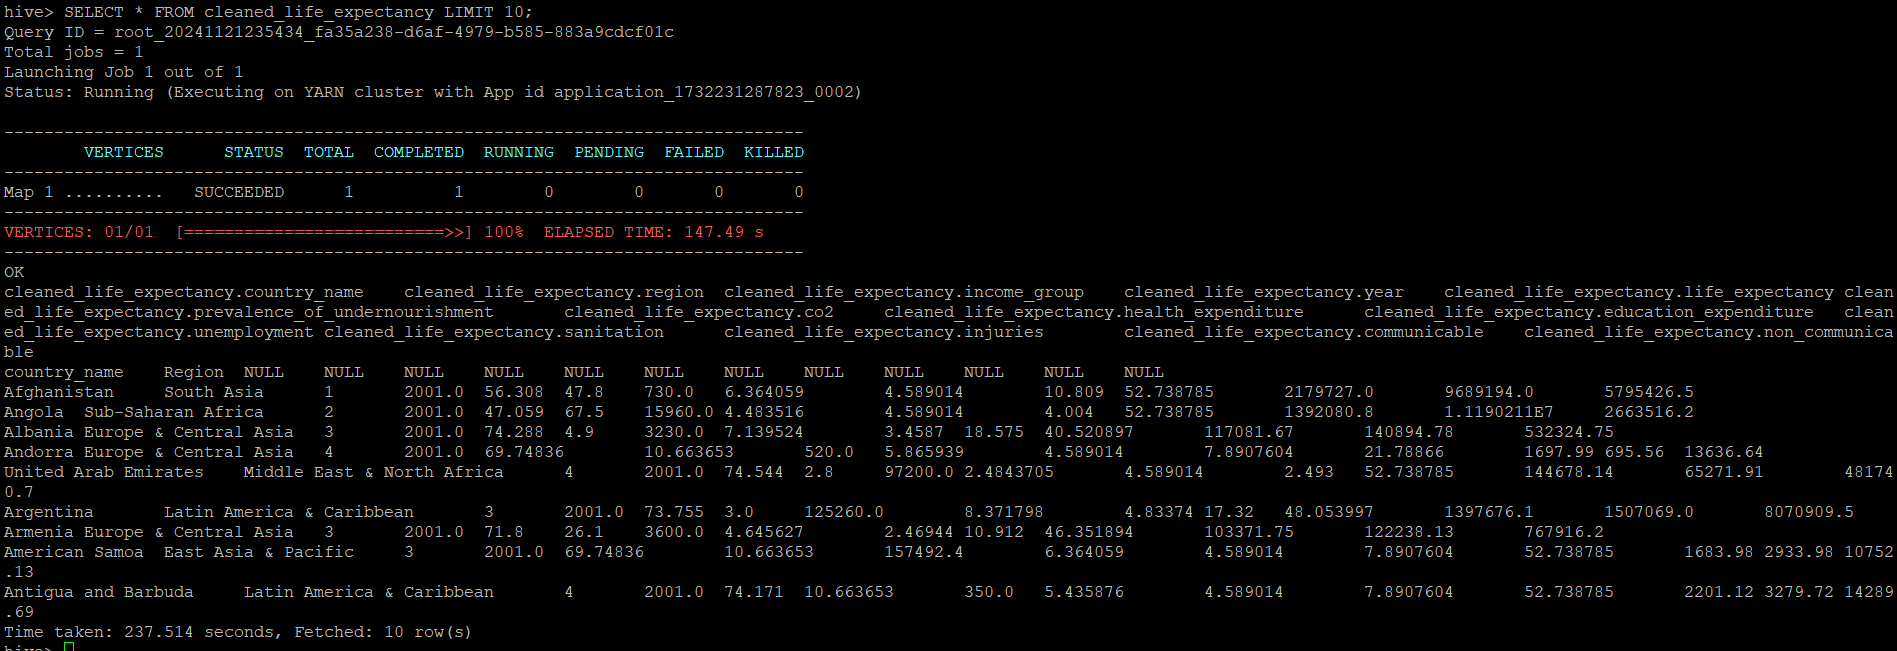 hive> SELECT * FROM cleaned_life_expectancy LIMIT 10;
Query ID = root_20241121235434_fa35a238-d6af-4979-b585-883a9cdcf01c
Total jobs = 1
Launching Job 1 out of 1
Status: Running (Executing on YARN cluster with App id application_1732231287823_0002)
--------------------------------------------------------------------------------
        VERTICES      STATUS  TOTAL  COMPLETED  RUNNING  PENDING  FAILED  KILLED
--------------------------------------------------------------------------------
Map 1 ..........   SUCCEEDED      1          1        0        0       0       0
--------------------------------------------------------------------------------
VERTICES: 01/01  [==========================>>] 100%  ELAPSED TIME: 147.49 s
--------------------------------------------------------------------------------
OK
cleaned_life_expectancy.country_name    cleaned_life_expectancy.region  cleaned_life_expectancy.income_group    cleaned_life_expectancy.year    cleaned_life_expectancy.life_expectancy clean
ed_life_expectancy.prevalence_of_undernourishment       cleaned_life_expectancy.co2     cleaned_life_expectancy.health_expenditure      cleaned_life_expectancy.education_expenditure   clean
ed_life_expectancy.unemployment cleaned_life_expectancy.sanitation      cleaned_life_expectancy.injuries        cleaned_life_expectancy.communicable    cleaned_life_expectancy.non_communica
ble
country_name    Region  NULL    NULL    NULL    NULL    NULL    NULL    NULL    NULL    NULL    NULL    NULL    NULL
Afghanistan     South Asia      1       2001.0  56.308  47.8    730.0   6.364059        4.589014        10.809  52.738785       2179727.0       9689194.0       5795426.5
Angola  Sub-Saharan Africa      2       2001.0  47.059  67.5    15960.0 4.483516        4.589014        4.004   52.738785       1392080.8       1.1190211E7     2663516.2
Albania Europe & Central Asia   3       2001.0  74.288  4.9     3230.0  7.139524        3.4587  18.575  40.520897       117081.67       140894.78       532324.75
Andorra Europe & Central Asia   4       2001.0  69.74836        10.663653       520.0   5.865939        4.589014        7.8907604       21.78866        1697.99 695.56  13636.64
United Arab Emirates    Middle East & North Africa      4       2001.0  74.544  2.8     97200.0 2.4843705       4.589014        2.493   52.738785       144678.14       65271.91        48174
0.7
Argentina       Latin America & Caribbean       3       2001.0  73.755  3.0     125260.0        8.371798        4.83374 17.32   48.053997       1397676.1       1507069.0       8070909.5
Armenia Europe & Central Asia   3       2001.0  71.8    26.1    3600.0  4.645627        2.46944 10.912  46.351894       103371.75       122238.13       767916.2
American Samoa  East Asia & Pacific     3       2001.0  69.74836        10.663653       157492.4        6.364059        4.589014        7.8907604       52.738785       1683.98 2933.98 10752
.13
Antigua and Barbuda     Latin America & Caribbean       4       2001.0  74.171  10.663653       350.0   5.435876        4.589014        7.8907604       52.738785       2201.12 3279.72 14289
.69
Time taken: 237.514 seconds, Fetched: 10 row(s)
hive>